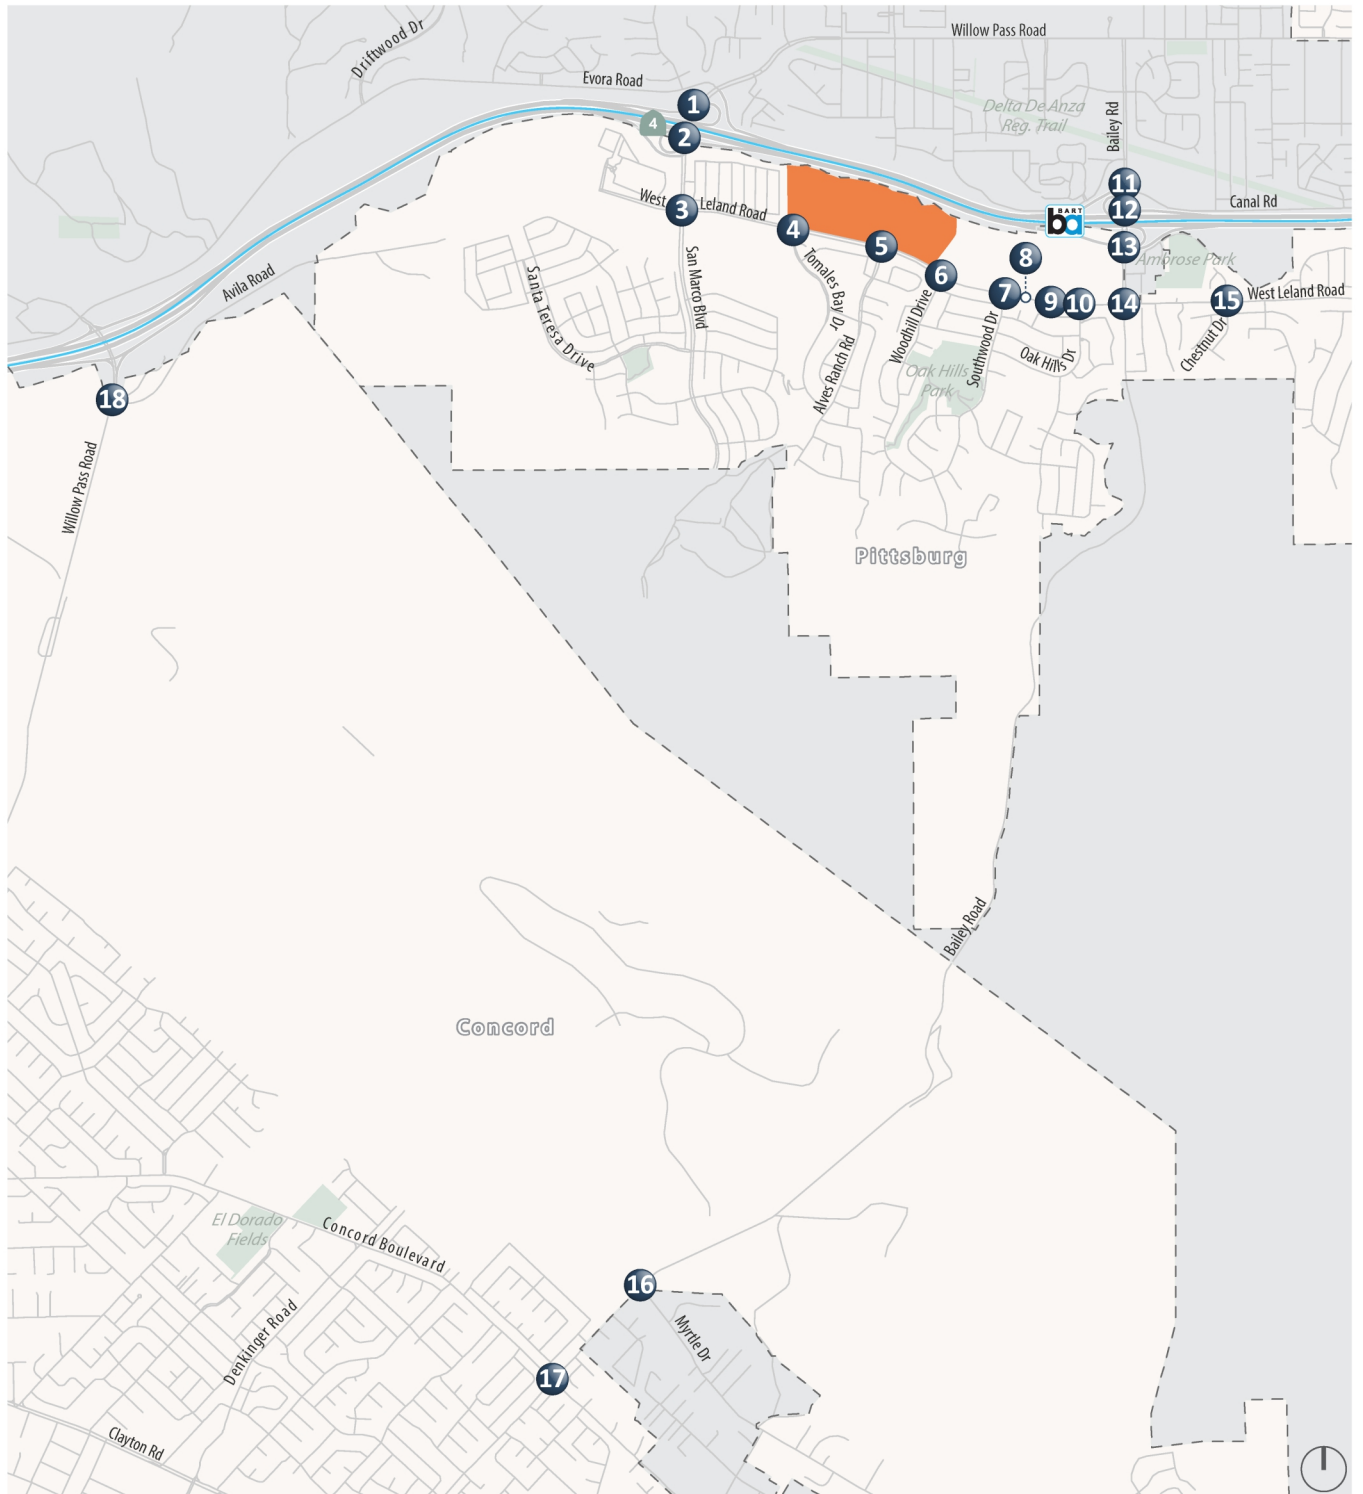 Willow Pass Road
Driftwood Dr
Evora Road
1
4
2
Delta De Anza
Reg. Trail
Bailey Rd
11
12
Canal Rd
BART
ba
West Leland Road
3
4
5
13
Ambrose Park
8
6
7
9
10
14
15
West Leland Road
Avila Road
Santa Teresa Drive
San Marco Blvd
Tomales Bay Dr
Alves Ranch Rd
Woodhill Drive
Southwood Dr
Oak Hills Dr
Chestnut Dr
Oak Hills
Park
18
Willow Pass Road
Pittsburg
Bailey Road
Concord
El Dorado
Fields
Concord Boulevard
16
Denkinger Road
Myrtle Dr
17
Clayton Rd